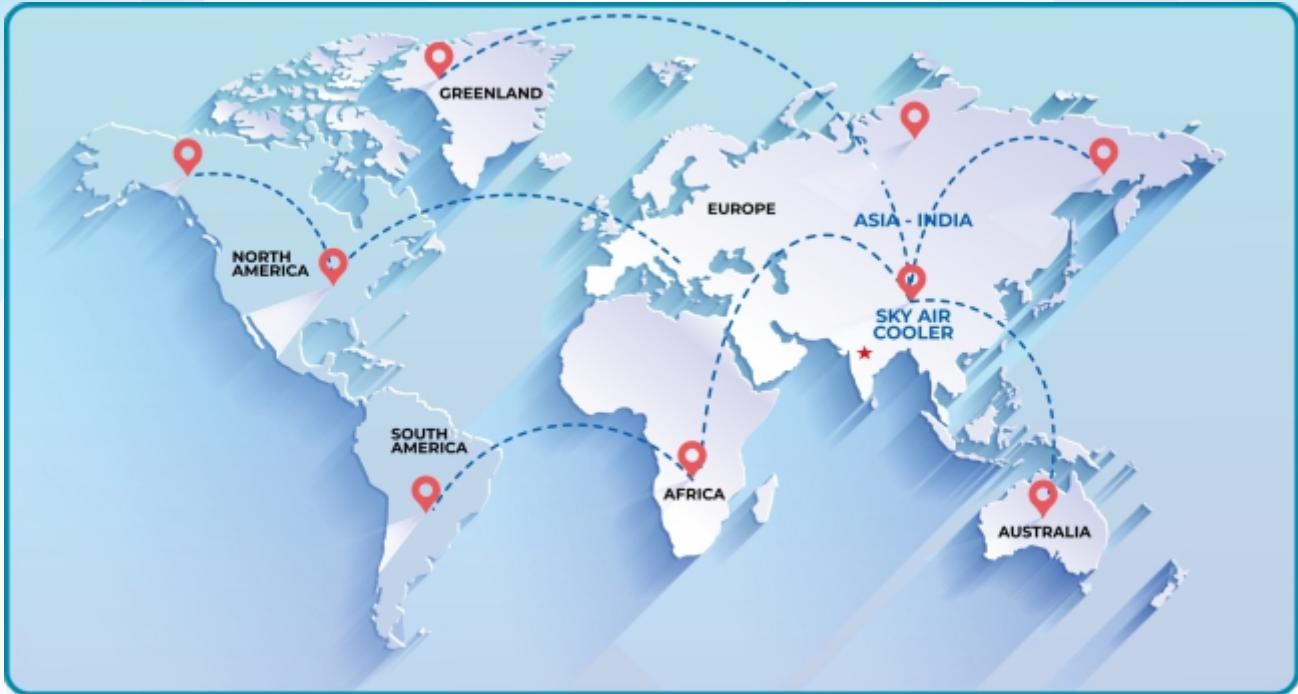 GREENLAND
EUROPE
ASIA - INDIA
NORTH
AMERICA
SKY AIR
COOLER
SOUTH
AMERICA
AFRICA
AUSTRALIA